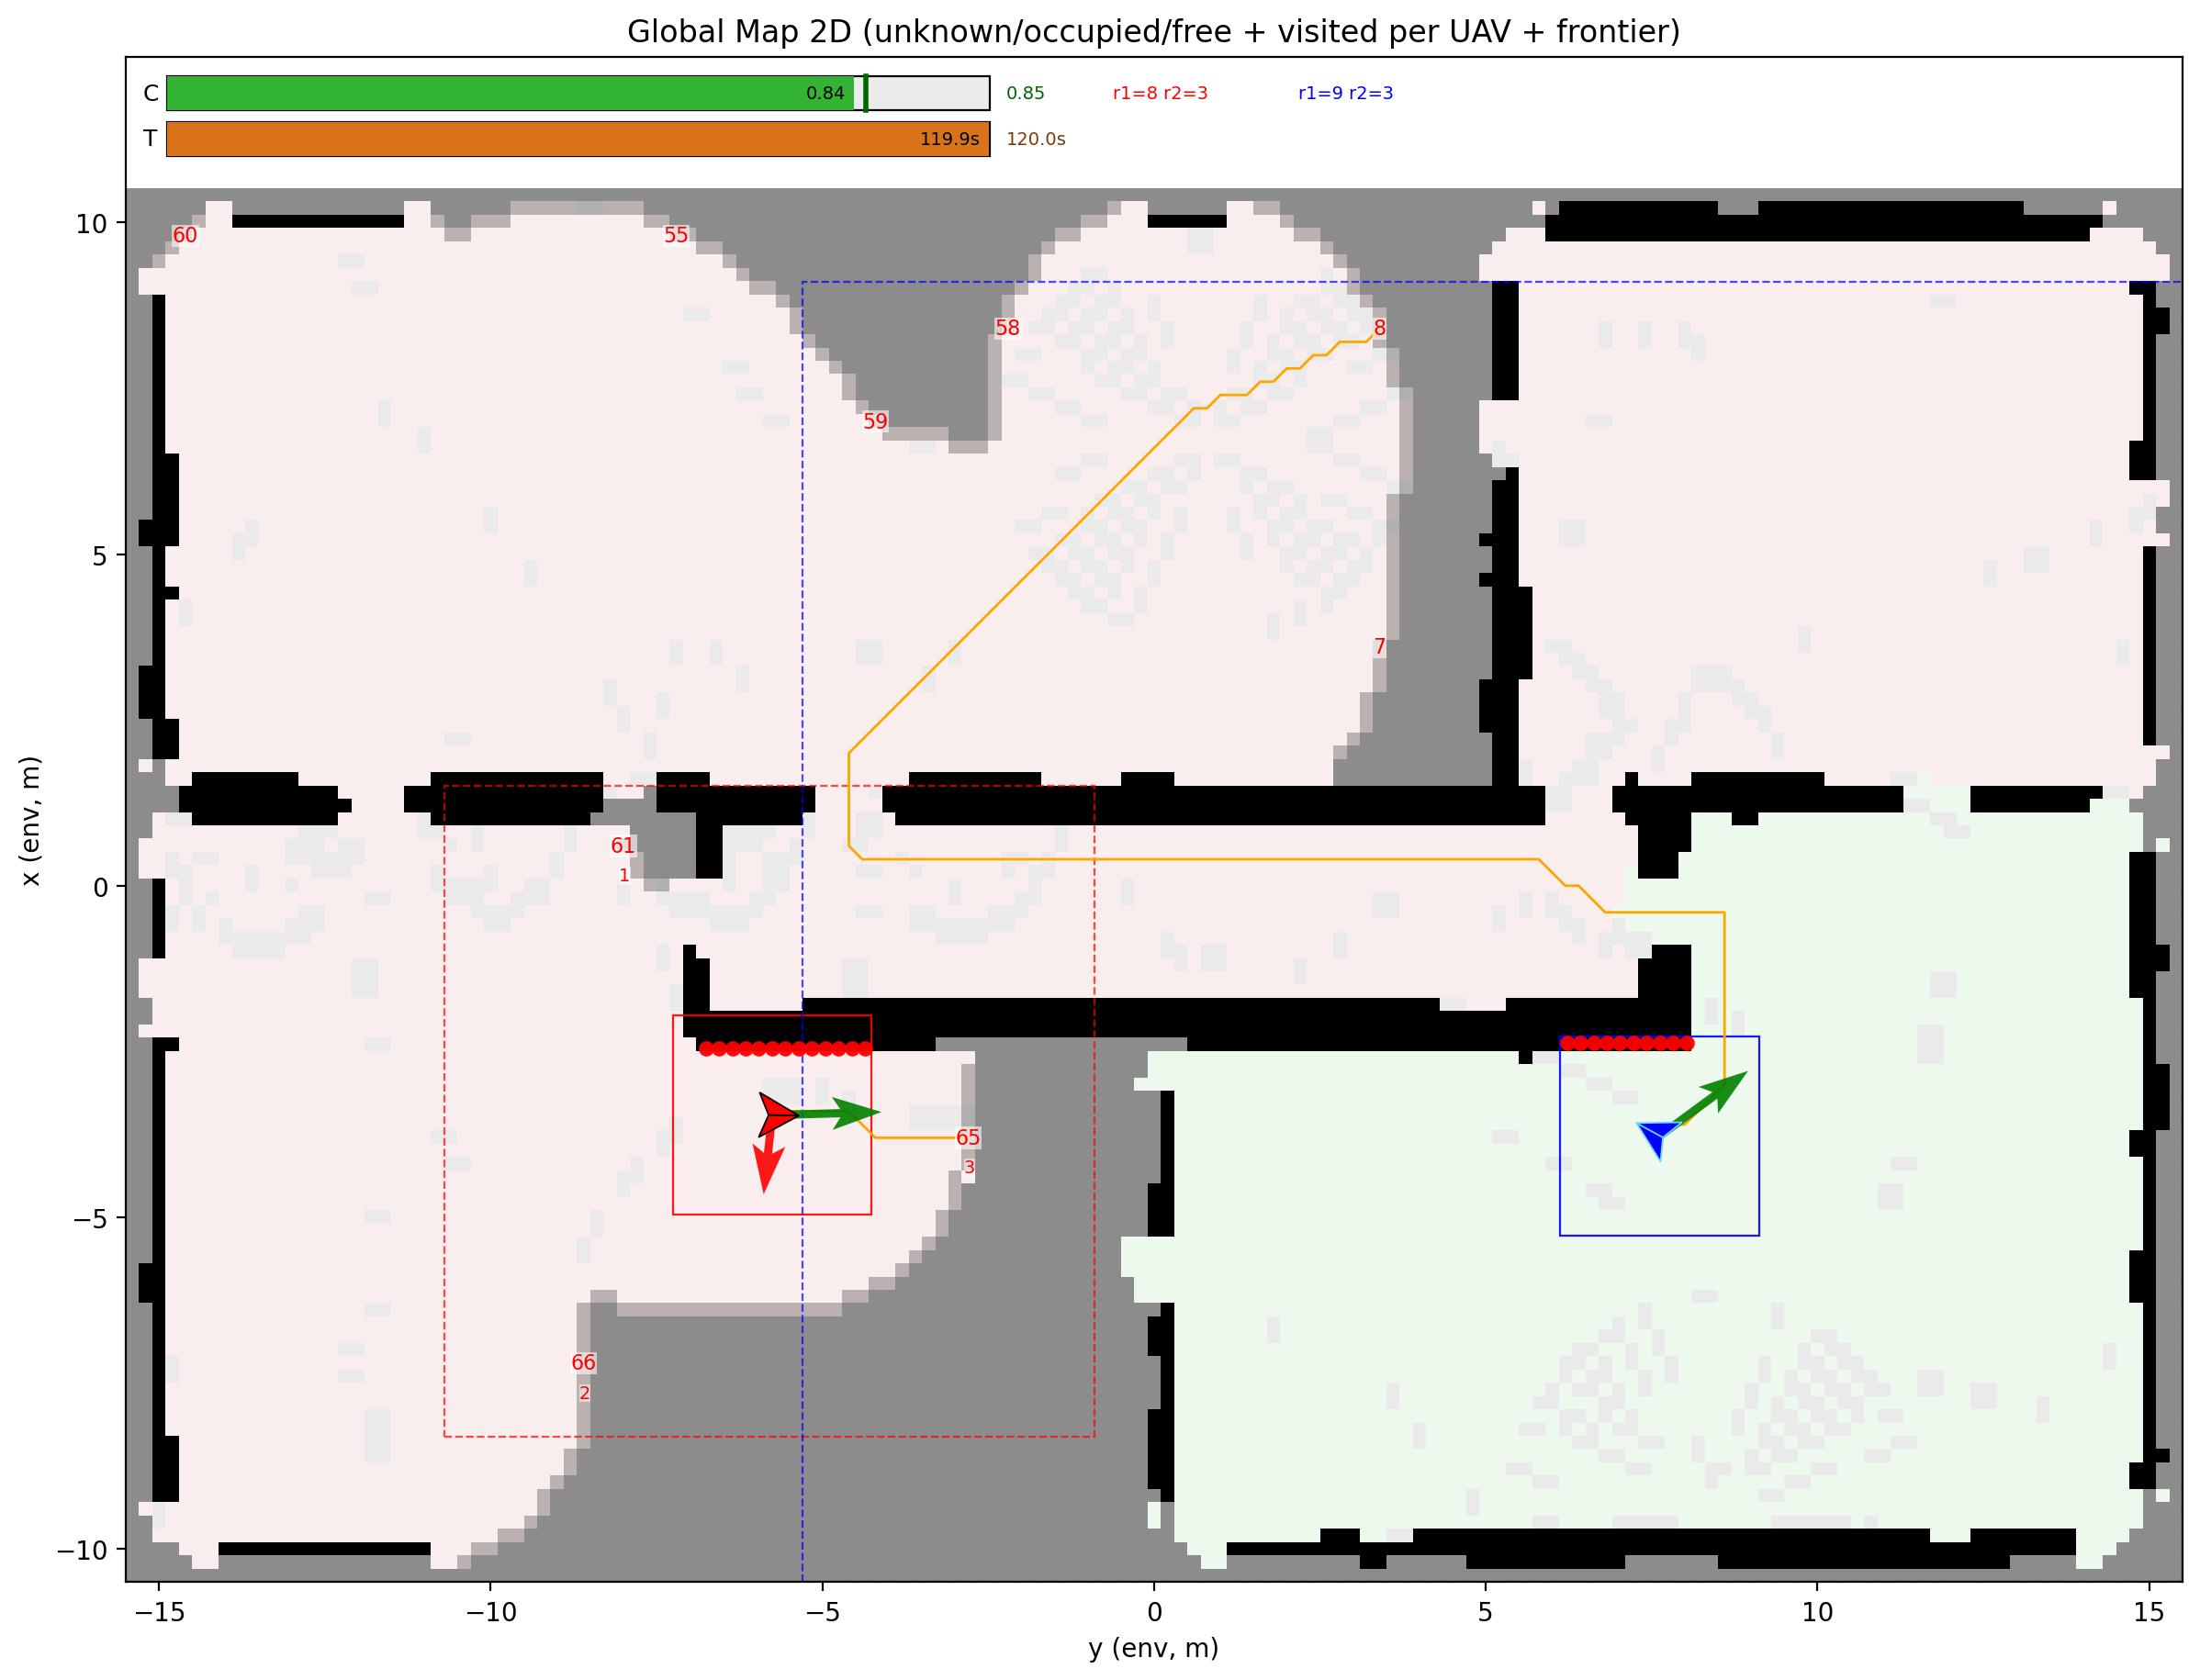 Global Map 2D (unknown/occupied/free + visited per UAV + frontier)
C 0.84 0.85 r1=8 r2=3 r1=9 r2=3
T 119.9s 120.0s
10
5
0
−5
−10
x (env, m)
60
55
58
8
59
7
61
1
65
3
66
2
−15 −10 −5 0 5 10 15
y (env, m)